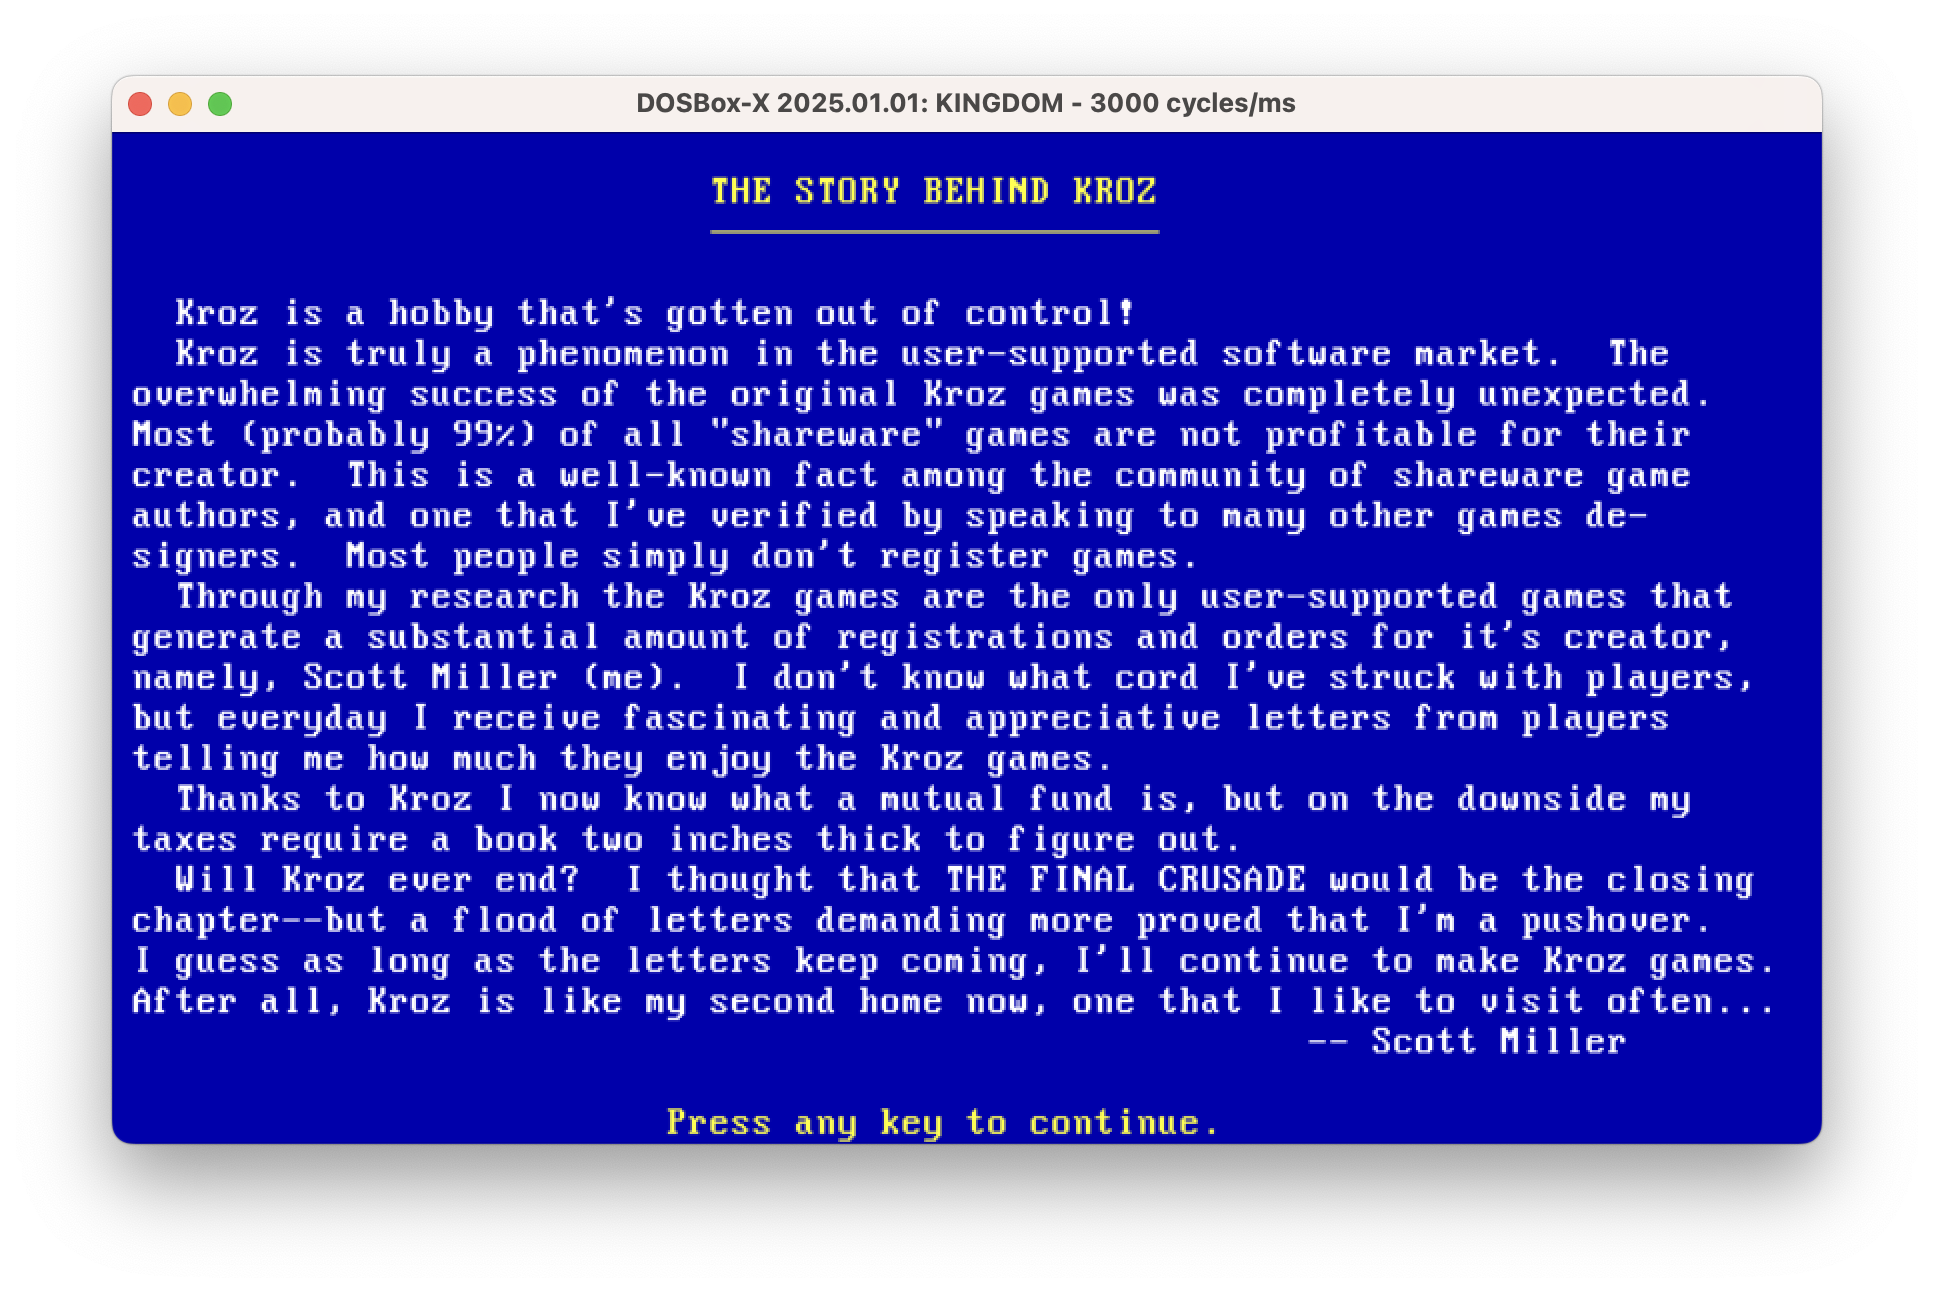 DOSBox-X 2025.01.01: KINGDOM - 3000 cycles/ms
THE STORY BEHIND KROZ
Kroz is a hobby that's gotten out of control!
Kroz is truly a phenomenon in the user-supported software market.  The
overwhelming success of the original Kroz games was completely unexpected.
Most (probably 99%) of all "shareware" games are not profitable for their
creator.  This is a well-known fact among the community of shareware game
authors, and one that I've verified by speaking to many other games de-
signers.  Most people simply don't register games.
Through my research the Kroz games are the only user-supported games that
generate a substantial amount of registrations and orders for it's creator,
namely, Scott Miller (me).  I don't know what cord I've struck with players,
but everyday I receive fascinating and appreciative letters from players
telling me how much they enjoy the Kroz games.
Thanks to Kroz I now know what a mutual fund is, but on the downside my
taxes require a book two inches thick to figure out.
Will Kroz ever end?  I thought that THE FINAL CRUSADE would be the closing
chapter--but a flood of letters demanding more proved that I'm a pushover.
I guess as long as the letters keep coming, I'll continue to make Kroz games.
After all, Kroz is like my second home now, one that I like to visit often...
-- Scott Miller
Press any key to continue.